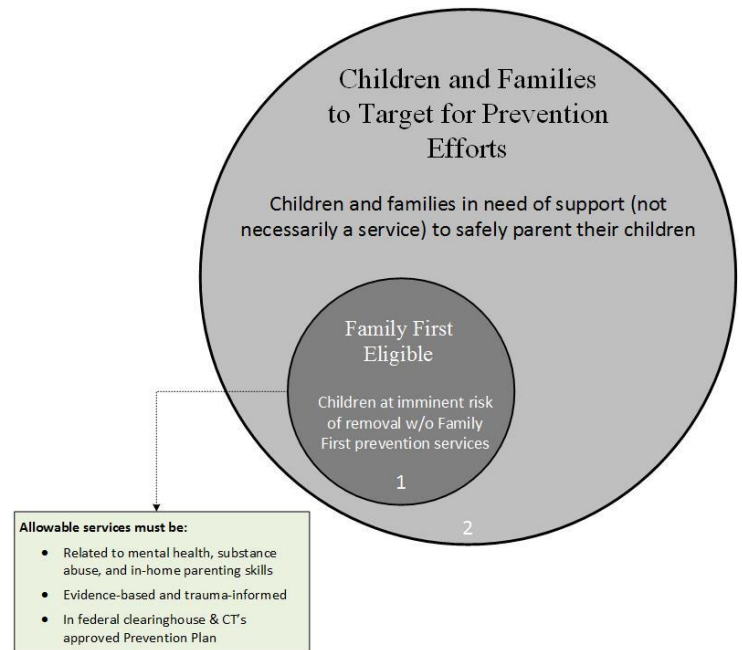 Children and Families
to Target for Prevention
Efforts
Children and families in need of support (not
necessarily a service) to safely parent their children
Family First
Eligible
Children at imminent risk
of removal w/o Family
First prevention services
1
2
Allowable services must be:
• Related to mental health, substance
abuse, and in-home parenting skills
• Evidence-based and trauma-informed
• In federal clearinghouse & CT's
approved Prevention Plan